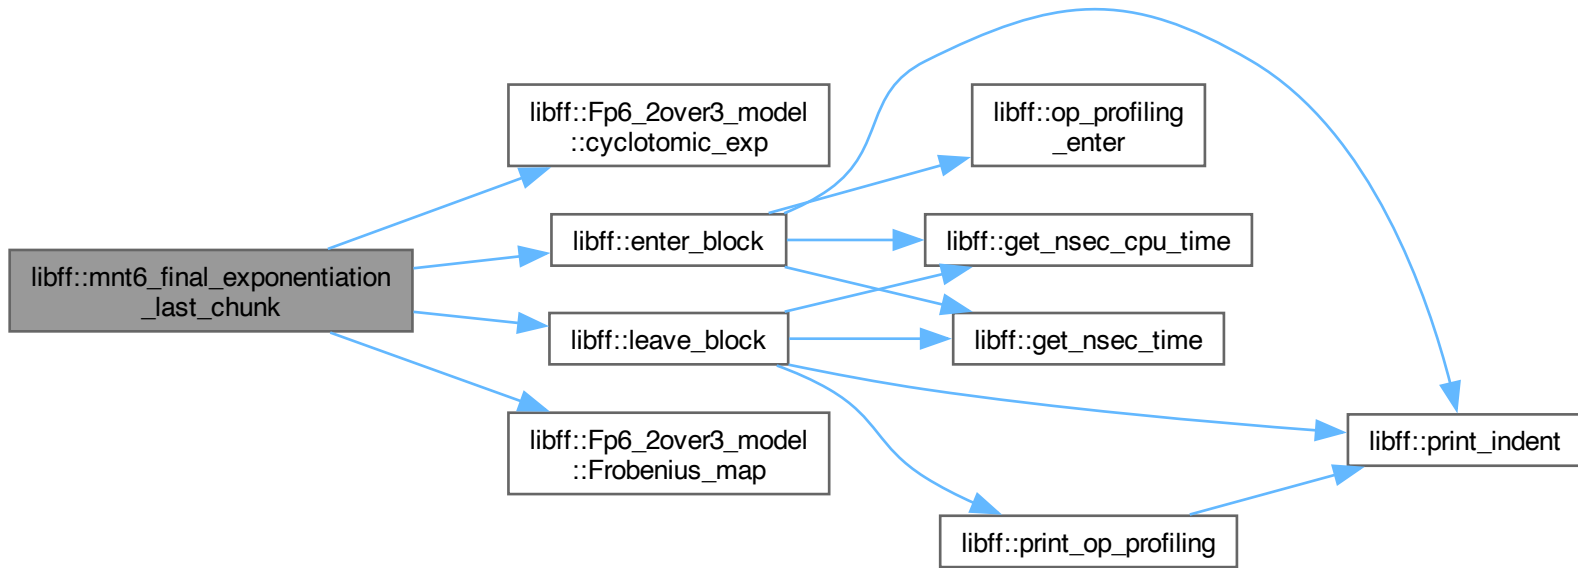 libff::mnt6_final_exponentiation
_last_chunk
libff::Fp6_2over3_model
::cyclotomic_exp
libff::enter_block
libff::leave_block
libff::Fp6_2over3_model
::Frobenius_map
libff::op_profiling
_enter
libff::get_nsec_cpu_time
libff::get_nsec_time
libff::print_op_profiling
libff::print_indent